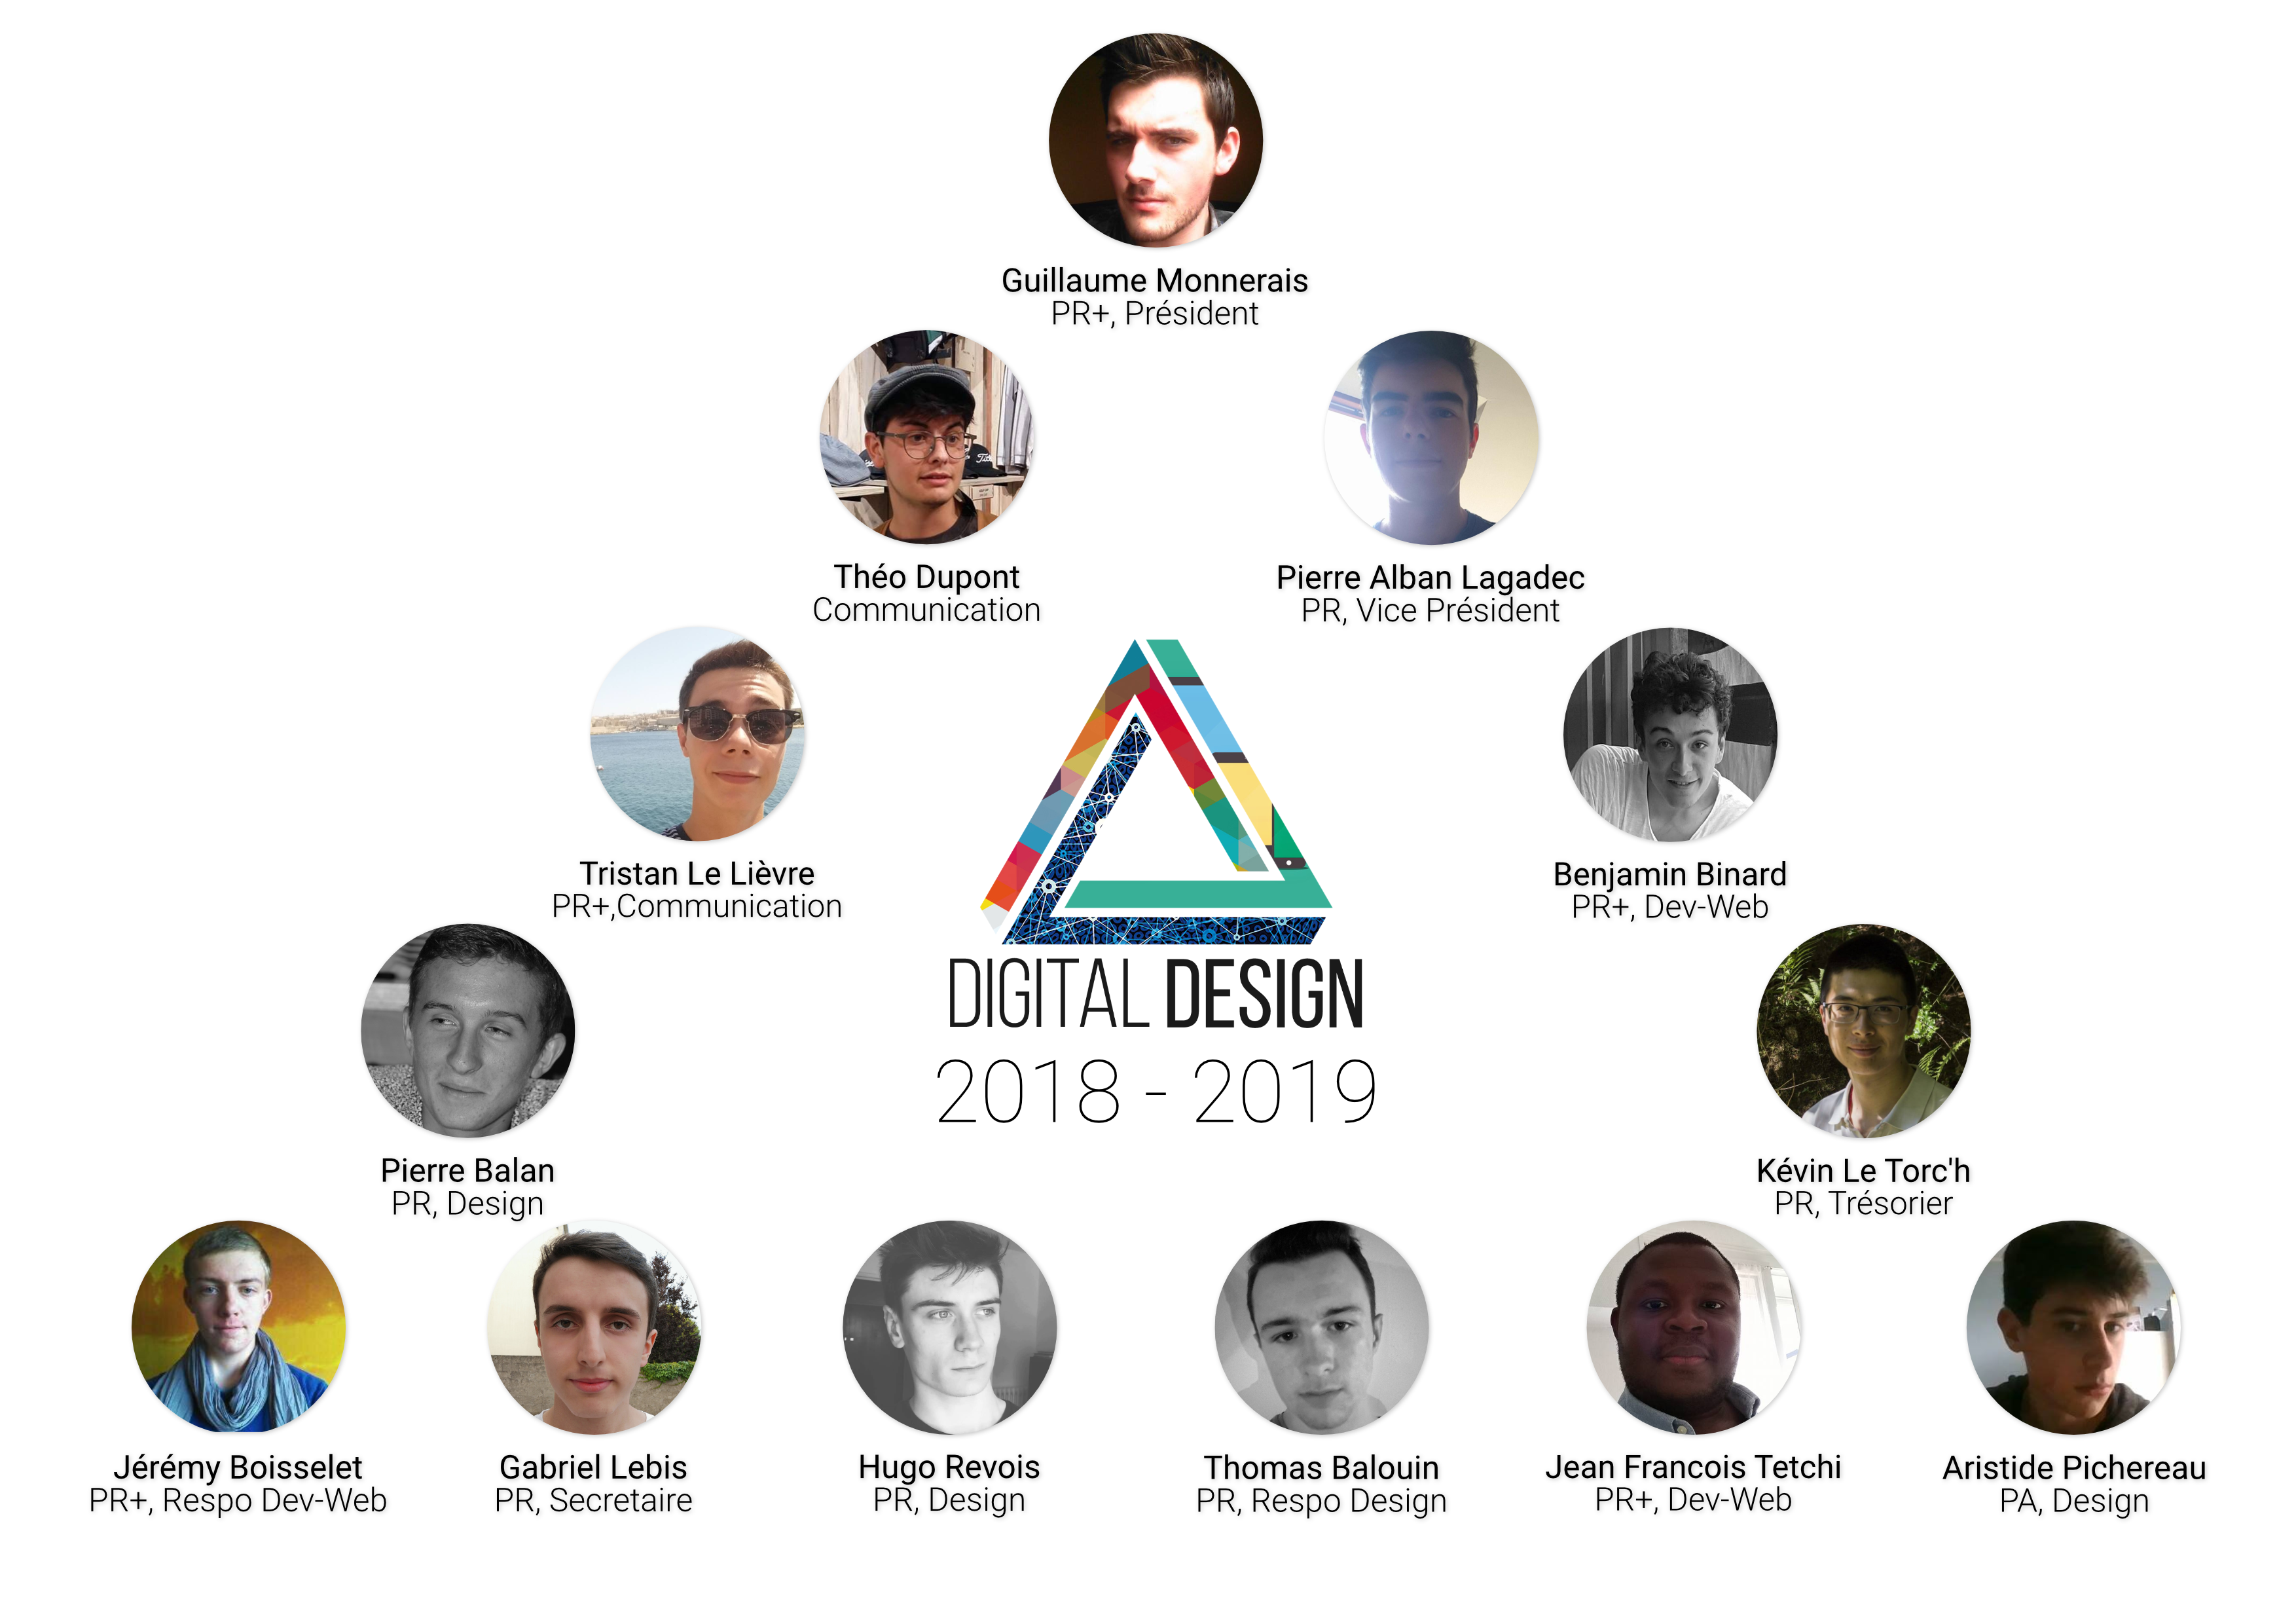 Guillaume Monnerais
PR+, Président
Théo Dupont
Communication
Pierre Alban Lagadec
PR, Vice Président
Tristan Le Lièvre
PR+,Communication
Benjamin Binard
PR+, Dev-Web
DIGITAL DESIGN
2018 - 2019
Pierre Balan
PR, Design
Kévin Le Torc'h
PR, Trésorier
Jérémy Boisselet
PR+, Respo Dev-Web
Gabriel Lebis
PR, Secretaire
Hugo Revois
PR, Design
Thomas Balouin
PR, Respo Design
Jean Francois Tetchi
PR+, Dev-Web
Aristide Pichereau
PA, Design